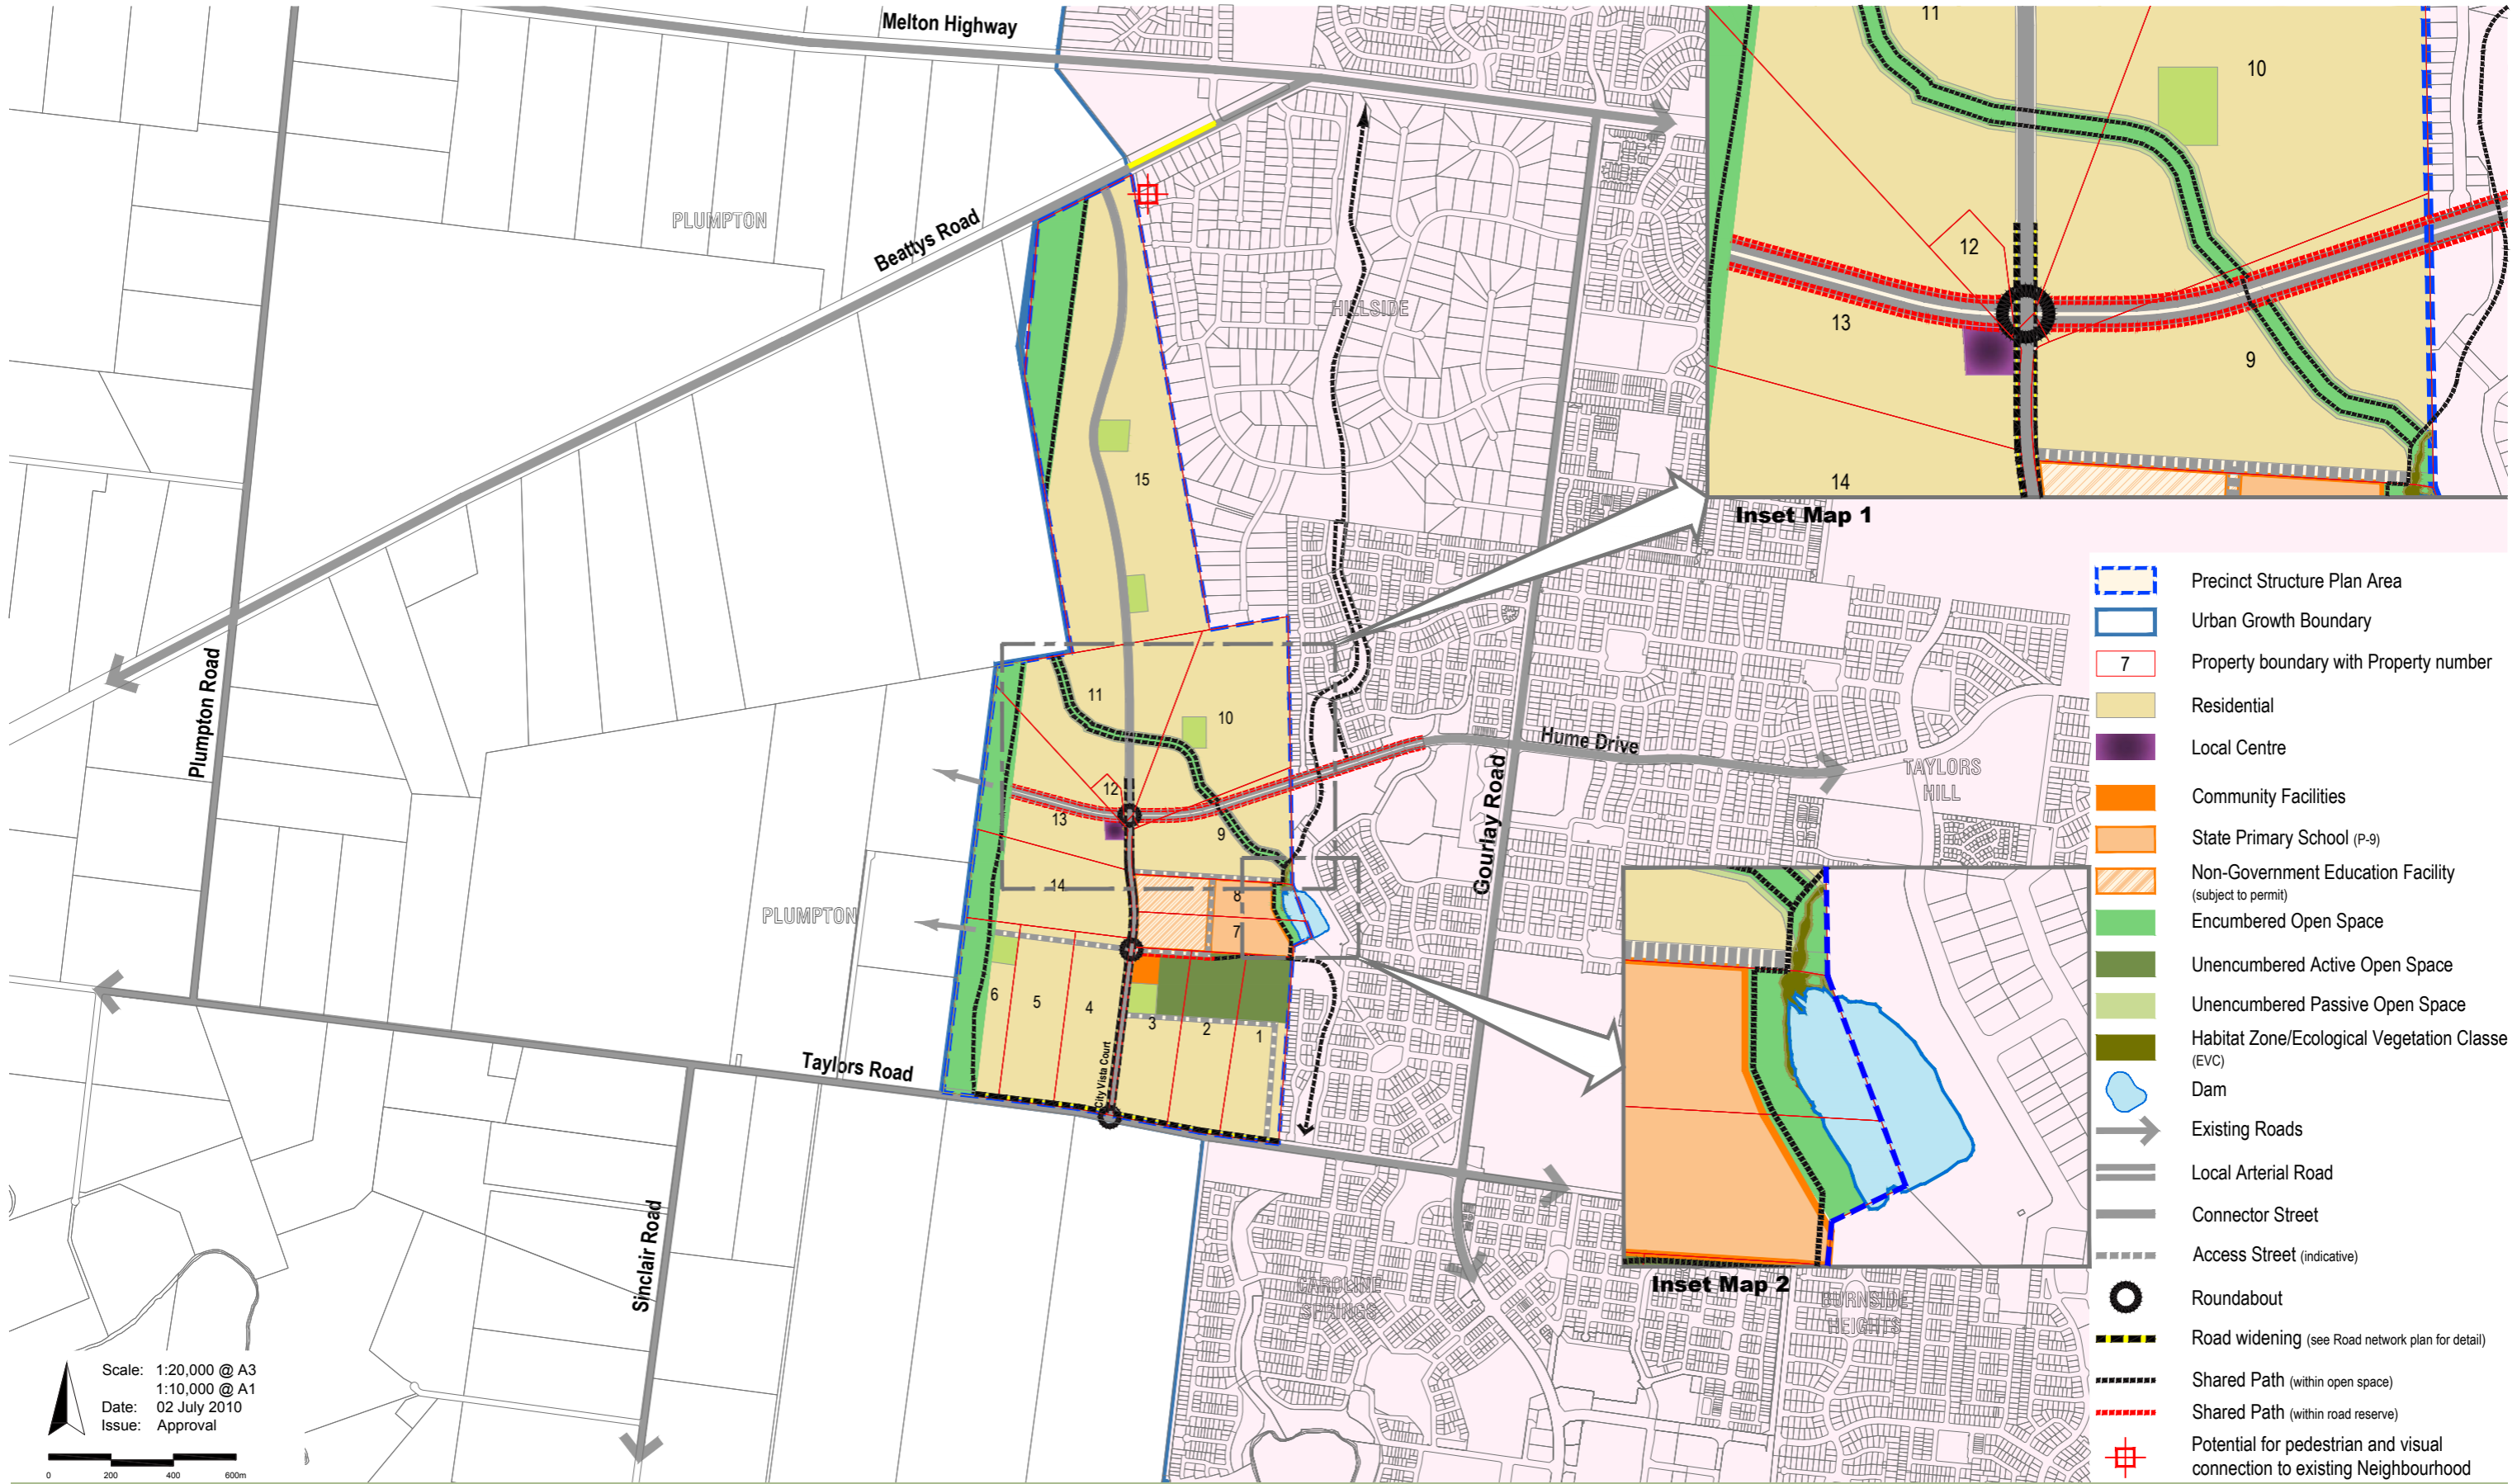 Melton Highway
PLUMPTON
Beattys Road
HILLSIDE
15
Plumpton Road
11
10
12
13
9
14
8
7
6
5
4
3
2
1
Hume Drive
Gourlay Road
TAYLORS
HILL
PLUMPTON
City Vista Court
Taylors Road
Sinclair Road
CAROLINE
SPRINGS
BURNSIDE
HEIGHTS
11
10
12
13
9
14
Inset Map 1
Inset Map 2
Precinct Structure Plan Area
Urban Growth Boundary
7
Property boundary with Property number
Residential
Local Centre
Community Facilities
State Primary School (P-9)
Non-Government Education Facility
(subject to permit)
Encumbered Open Space
Unencumbered Active Open Space
Unencumbered Passive Open Space
Habitat Zone/Ecological Vegetation Classe
(EVC)
Dam
Existing Roads
Local Arterial Road
Connector Street
Access Street (indicative)
Roundabout
Road widening (see Road network plan for detail)
Shared Path (within open space)
Shared Path (within road reserve)
Potential for pedestrian and visual
connection to existing Neighbourhood
Scale: 1:20,000 @ A3
1:10,000 @ A1
Date: 02 July 2010
Issue: Approval
0 200 400 600m